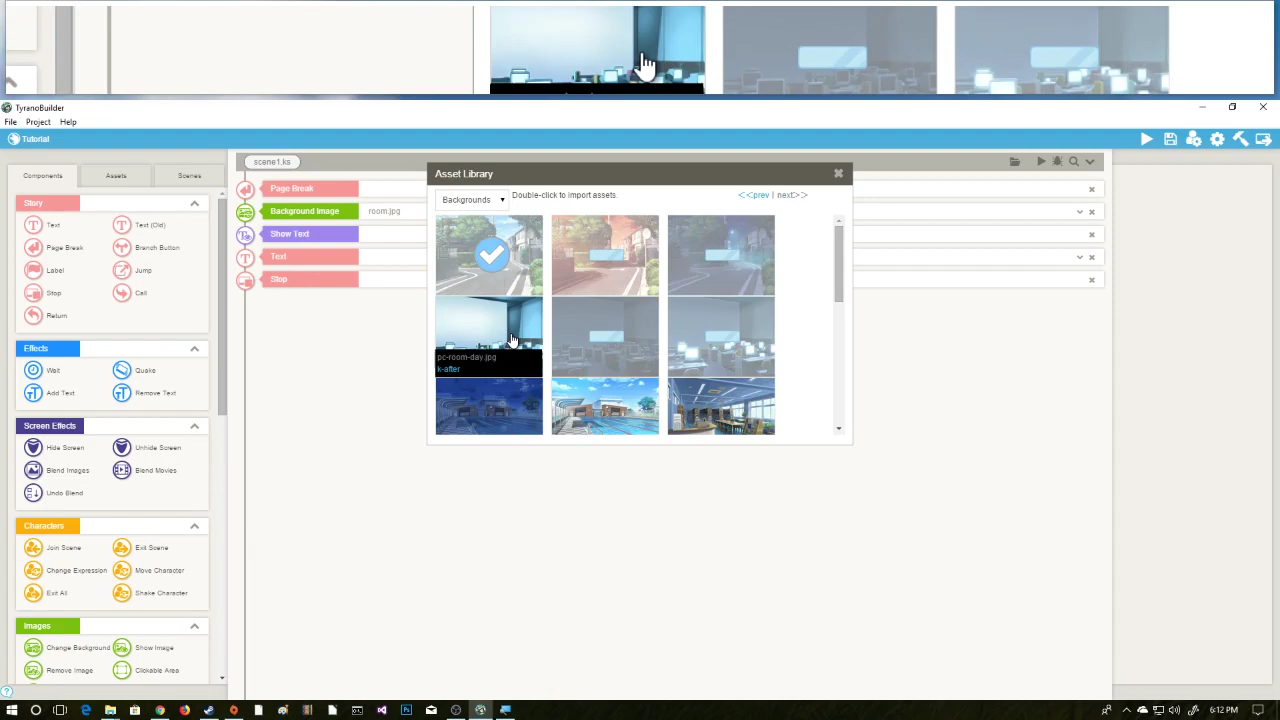 TyranoBuilder
File Project Help
Tutorial
Components Assets Scenes
Story
Text Text (Old)
Page Break Branch Button
Label Jump
Stop Call
Return
Effects
Wait Quake
Add Text Remove Text
Screen Effects
Hide Screen Unhide Screen
Blend Images Blend Movies
Undo Blend
Characters
Join Scene Exit Scene
Change Expression Move Character
Exit All Shake Character
Images
Change Background Show Image
Remove Image Clickable Area
scene1.ks
Page Break
Background Image room.jpg
Show Text
Text
Stop
Asset Library
Backgrounds Double-click to import assets. <<prev | next>>
pc-room-day.jpg
k-after
6:12 PM